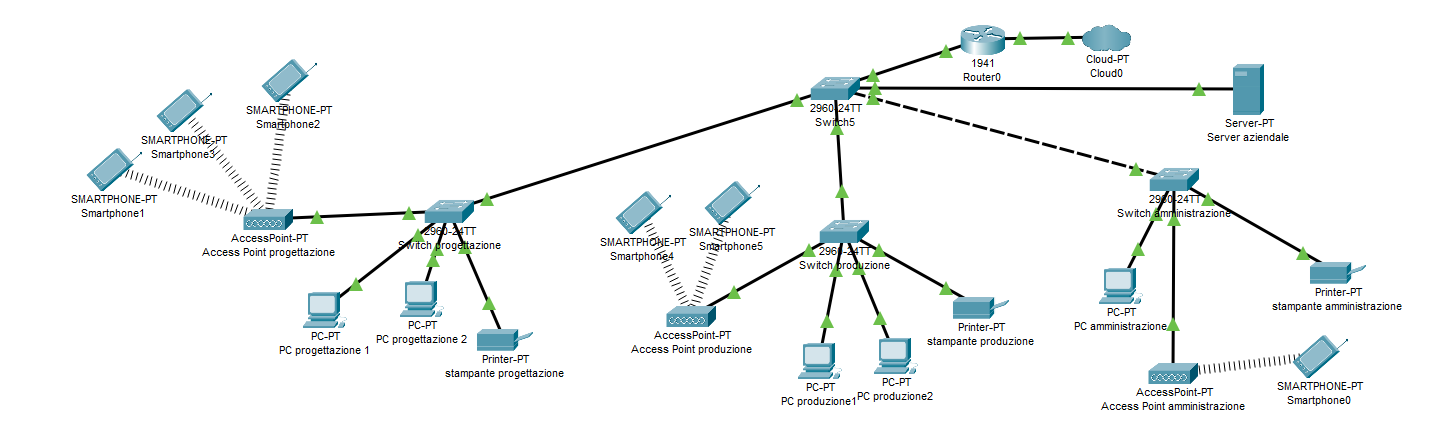 1941
Router0
Cloud-PT
Cloud0
2960-24TT
Switch5
Server-PT
Server aziendale
SMARTPHONE-PT
Smartphone2
SMARTPHONE-PT
Smartphone3
SMARTPHONE-PT
Smartphone1
AccessPoint-PT
Access Point progettazione
2960-24TT
Switch progettazione
PC-PT
PC progettazione 1
PC-PT
PC progettazione 2
Printer-PT
stampante progettazione
SMARTPHONE-PT
Smartphone4
SMARTPHONE-PT
Smartphone5
2960-24TT
Switch produzione
AccessPoint-PT
Access Point produzione
PC-PT
PC produzione1
PC-PT
PC produzione2
Printer-PT
stampante produzione
2960-24TT
Switch amministrazione
PC-PT
PC amministrazione
Printer-PT
stampante amministrazione
AccessPoint-PT
Access Point amministrazione
SMARTPHONE-PT
Smartphone0